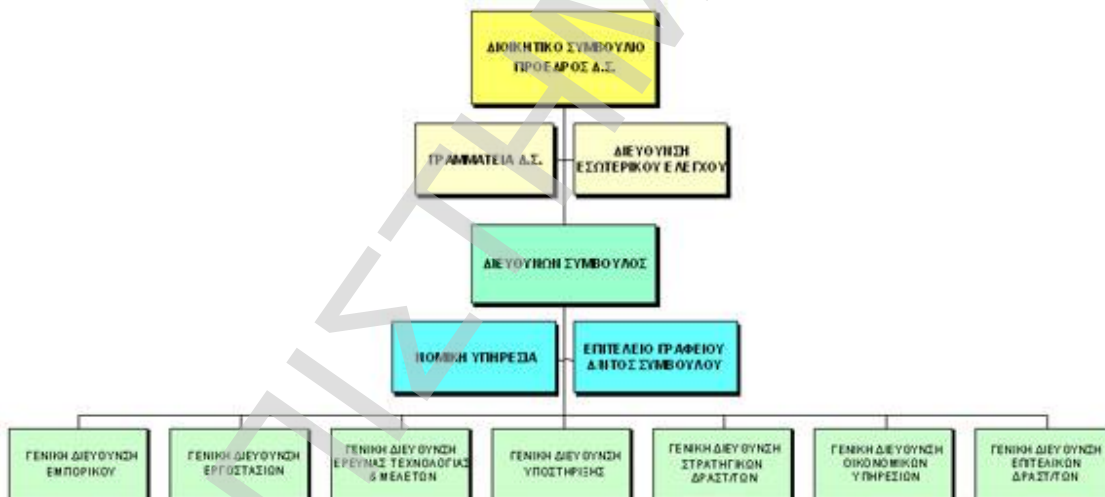 ΔΙΟΙΚΗΤΙΚΟ ΣΥΜΒΟΥΛΙΟ
ΠΡΟΕΔΡΟΣ Δ.Σ.
ΓΡΑΜΜΑΤΕΙΑ Δ.Σ.
ΔΙΕΥΘΥΝΣΗ
ΕΣΩΤΕΡΙΚΟΥ ΕΛΕΓΧΟΥ
ΔΙΕΥΘΥΝΩΝ ΣΥΜΒΟΥΛΟΣ
ΝΟΜΙΚΗ ΥΠΗΡΕΣΙΑ
ΕΠΙΤΕΛΕΙΟ ΓΡΑΦΕΙΟΥ
Δ/ΝΤΟΣ ΣΥΜΒΟΥΛΟΥ
ΓΕΝΙΚΗ ΔΙΕΥΘΥΝΣΗ
ΕΜΠΟΡΙΚΟΥ
ΓΕΝΙΚΗ ΔΙΕΥΘΥΝΣΗ
ΕΡΓΟΣΤΑΣΙΩΝ
ΓΕΝΙΚΗ ΔΙΕΥΘΥΝΣΗ
ΕΡΕΥΝΑΣ ΤΕΧΝΟΛΟΓΙΑΣ
& ΜΕΛΕΤΩΝ
ΓΕΝΙΚΗ ΔΙΕΥΘΥΝΣΗ
ΥΠΟΣΤΗΡΙΞΗΣ
ΓΕΝΙΚΗ ΔΙΕΥΘΥΝΣΗ
ΣΤΡΑΤΗΓΙΚΩΝ
ΔΡΑΣΤ/ΤΩΝ
ΓΕΝΙΚΗ ΔΙΕΥΘΥΝΣΗ
ΟΙΚΟΝΟΜΙΚΩΝ
ΥΠΗΡΕΣΙΩΝ
ΓΕΝΙΚΗ ΔΙΕΥΘΥΝΣΗ
ΕΠΙΤΕΛΙΚΩΝ
ΔΡΑΣΤ/ΤΩΝ